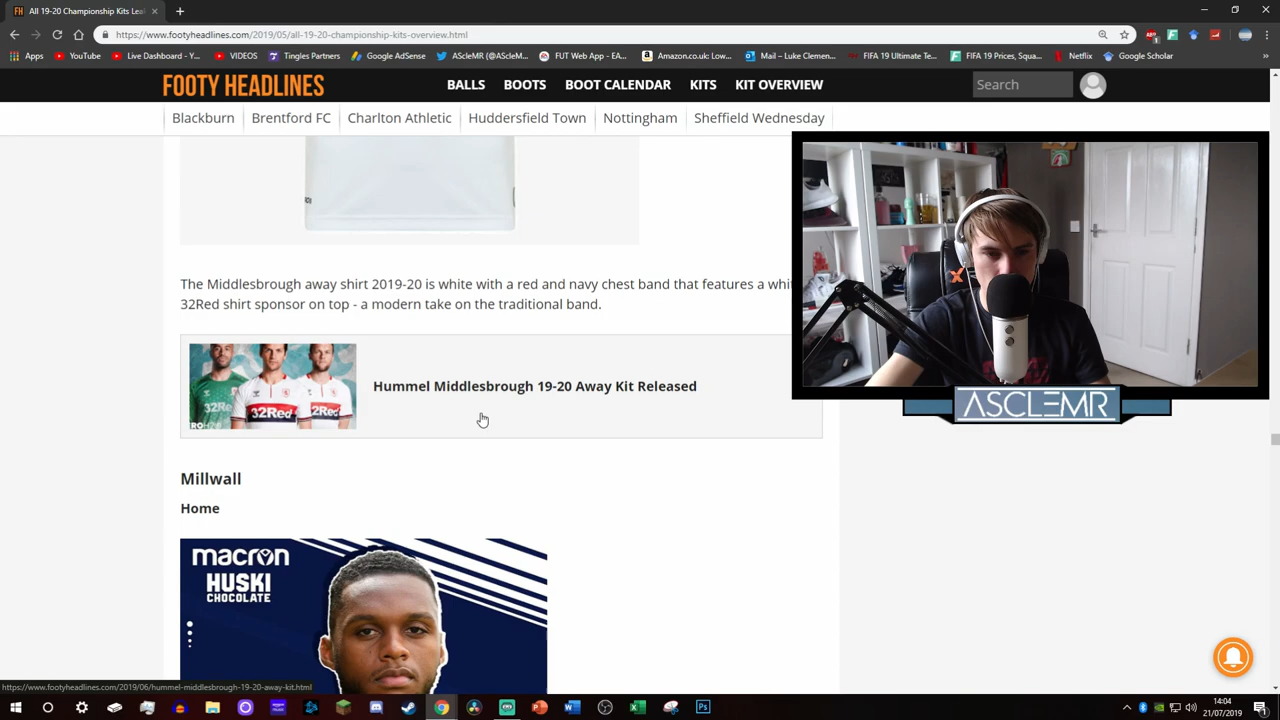 All 19-20 Championship Kits Leak
https://www.footyheadlines.com/2019/05/all-19-20-championship-kits-overview.html
Apps YouTube Live Dashboard - Y... VIDEOS Tingles Partners Google AdSense AScleMR (@AScleM... FUT Web App - EA... Amazon.co.uk: Low... Mail – Luke Clemen... FIFA 19 Ultimate Te... FIFA 19 Prices, Squa... Netflix Google Scholar »
FOOTY HEADLINES BALLS BOOTS BOOT CALENDAR KITS KIT OVERVIEW Search
Blackburn Brentford FC Charlton Athletic Huddersfield Town Nottingham Sheffield Wednesday
The Middlesbrough away shirt 2019-20 is white with a red and navy chest band that features a whit
32Red shirt sponsor on top - a modern take on the traditional band.
32Red 32Red
Hummel Middlesbrough 19-20 Away Kit Released
ASCLEMR
Millwall
Home
macron
HUSKI
CHOCOLATE
https://www.footyheadlines.com/2019/06/hummel-middlesbrough-19-20-away-kit.html
14:04
21/07/2019